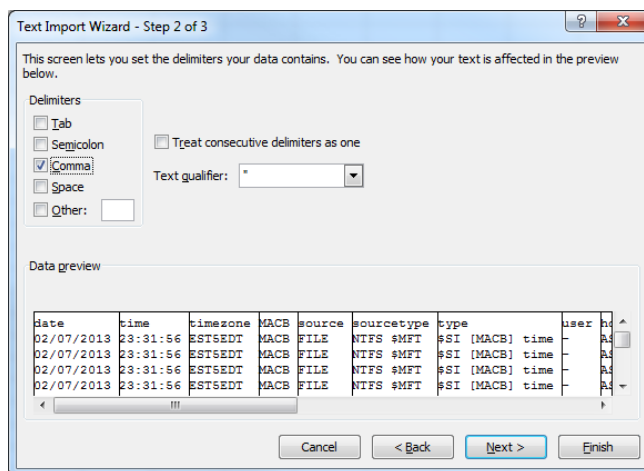 Text Import Wizard - Step 2 of 3
This screen lets you set the delimiters your data contains. You can see how your text is affected in the preview
below.
Delimiters
Tab
Semicolon
Comma
Space
Other:
Treat consecutive delimiters as one
Text qualifier: "
Data preview
date time timezone MACB source sourcetype type user
02/07/2013 23:31:56 EST5EDT MACB FILE NTFS $MFT $SI [MACB] time -
02/07/2013 23:31:56 EST5EDT MACB FILE NTFS $MFT $SI [MACB] time -
02/07/2013 23:31:56 EST5EDT MACB FILE NTFS $MFT $SI [MACB] time -
02/07/2013 23:31:56 EST5EDT MACB FILE NTFS $MFT $SI [MACB] time -
Cancel < Back Next > Finish